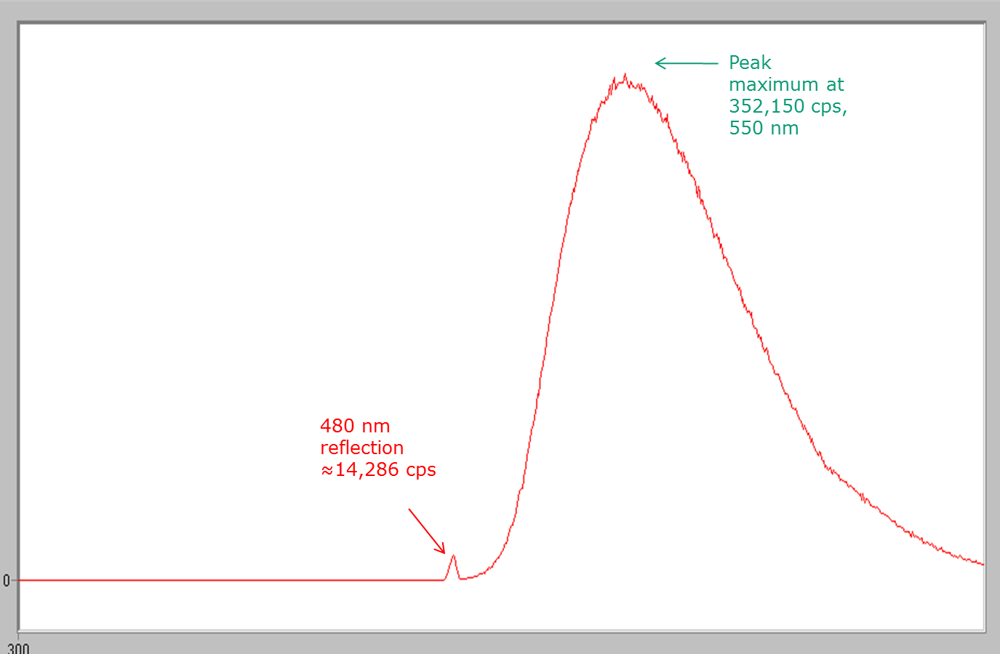 Peak
maximum at
352,150 cps,
550 nm
480 nm
reflection
≈14,286 cps
0
300